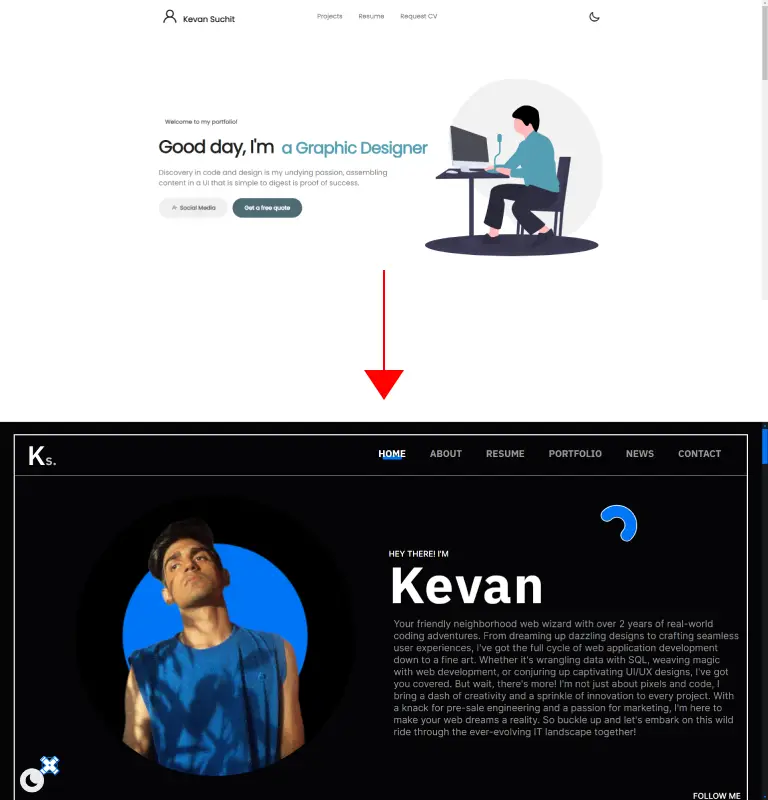 Kevan Suchit
Projects Resume Request CV
Welcome to my portfolio!
Good day, I'm a Graphic Designer
Discovery in code and design is my undying passion, assembling
content in a UI that is simple to digest is proof of success.
Social Media Get a free quote
Ks.
HOME ABOUT RESUME PORTFOLIO NEWS CONTACT
HEY THERE! I'M
Kevan
Your friendly neighborhood web wizard with over 2 years of real-world
coding adventures. From dreaming up dazzling designs to crafting seamless
user experiences, I've got the full cycle of web application development
down to a fine art. Whether it's wrangling data with SQL, weaving magic
with web development, or conjuring up captivating UI/UX designs, I've got
you covered. But wait, there's more! I'm not just about pixels and code, I
bring a dash of creativity and a sprinkle of innovation to every project. With
a knack for pre-sale engineering and a passion for marketing, I'm here to
make your web dreams a reality. So buckle up and let's embark on this wild
ride through the ever-evolving IT landscape together!
FOLLOW ME